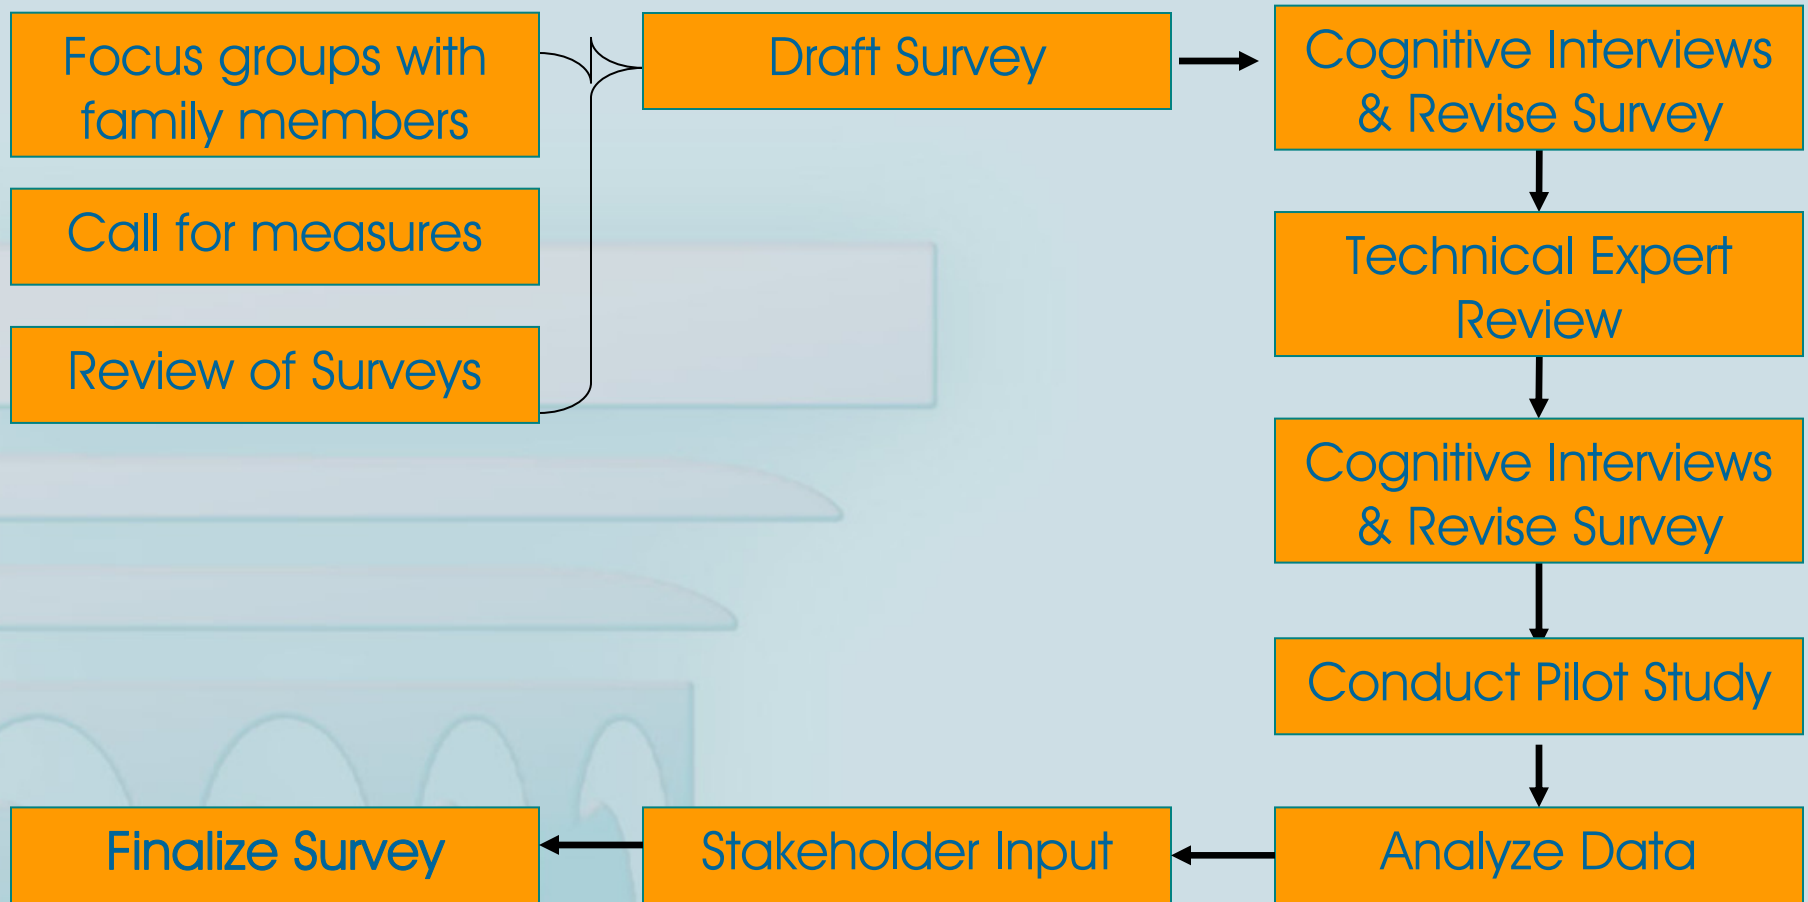 Focus groups with
family members
Call for measures
Review of Surveys
Draft Survey
Cognitive Interviews
& Revise Survey
Technical Expert
Review
Cognitive Interviews
& Revise Survey
Conduct Pilot Study
Analyze Data
Stakeholder Input
Finalize Survey